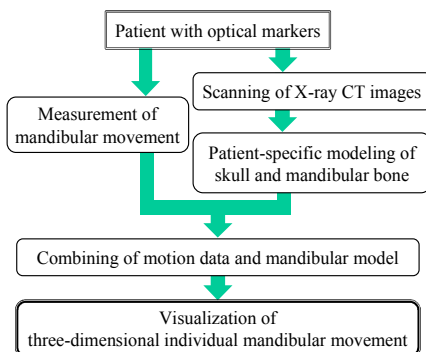 Patient with optical markers
Scanning of X-ray CT images
Measurement of
mandibular movement
Patient-specific modeling of
skull and mandibular bone
Combining of motion data and mandibular model
Visualization of
three-dimensional individual mandibular movement